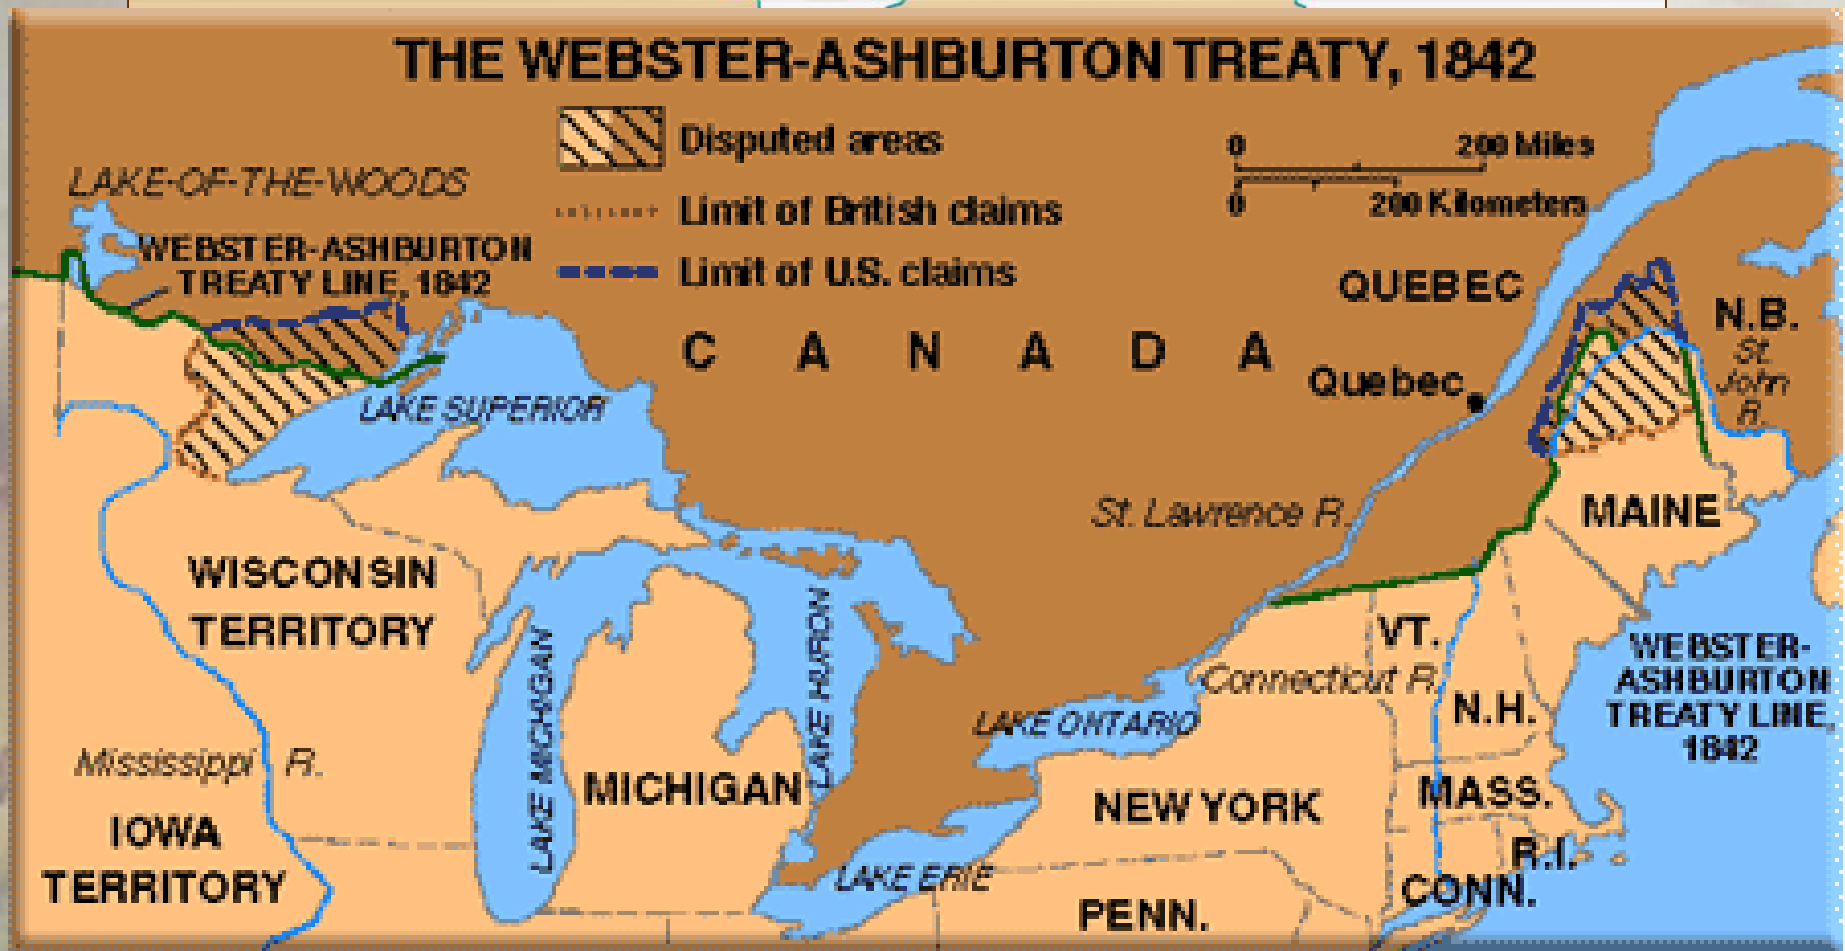 THE WEBSTER-ASHBURTON TREATY, 1842
Disputed areas
Limit of British claims
Limit of U.S. claims
0 200 Miles
0 200 Kilometers
LAKE-OF-THE-WOODS
WEBSTER-ASHBURTON
TREATY LINE, 1842
QUEBEC
N.B.
St.
John
R.
CANADA
Quebec
LAKE SUPERIOR
St. Lawrence R.
MAINE
WISCONSIN
TERRITORY
LAKE MICHIGAN
LAKE HURON
VT.
WEBSTER-
ASHBURTON
TREATY LINE,
1842
Connecticut R.
N.H.
LAKE ONTARIO
Mississippi R.
MICHIGAN
NEW YORK
MASS.
IOWA
TERRITORY
R.I.
LAKE ERIE
CONN.
PENN.